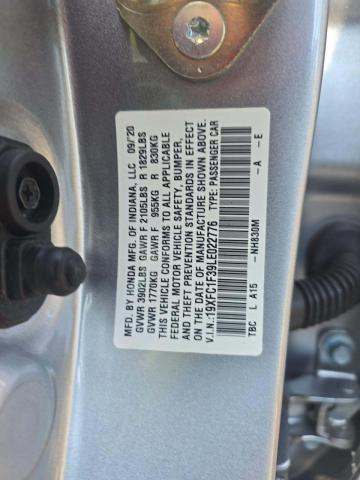 MFD. BY HONDA MFG. OF INDIANA, LLC 09/'20
GVWR 3902LBS GAWR F 2105LBS R 1829LBS
GVWR 1770KG GAWR F 955KG R 830KG
THIS VEHICLE CONFORMS TO ALL APPLICABLE
FEDERAL MOTOR VEHICLE SAFETY, BUMPER,
AND THEFT PREVENTION STANDARDS IN EFFECT
ON THE DATE OF MANUFACTURE SHOWN ABOVE.
V.I.N.:19XFC1F39LE022776 TYPE: PASSENGER CAR
TBC L A15 -NH830M -A -E